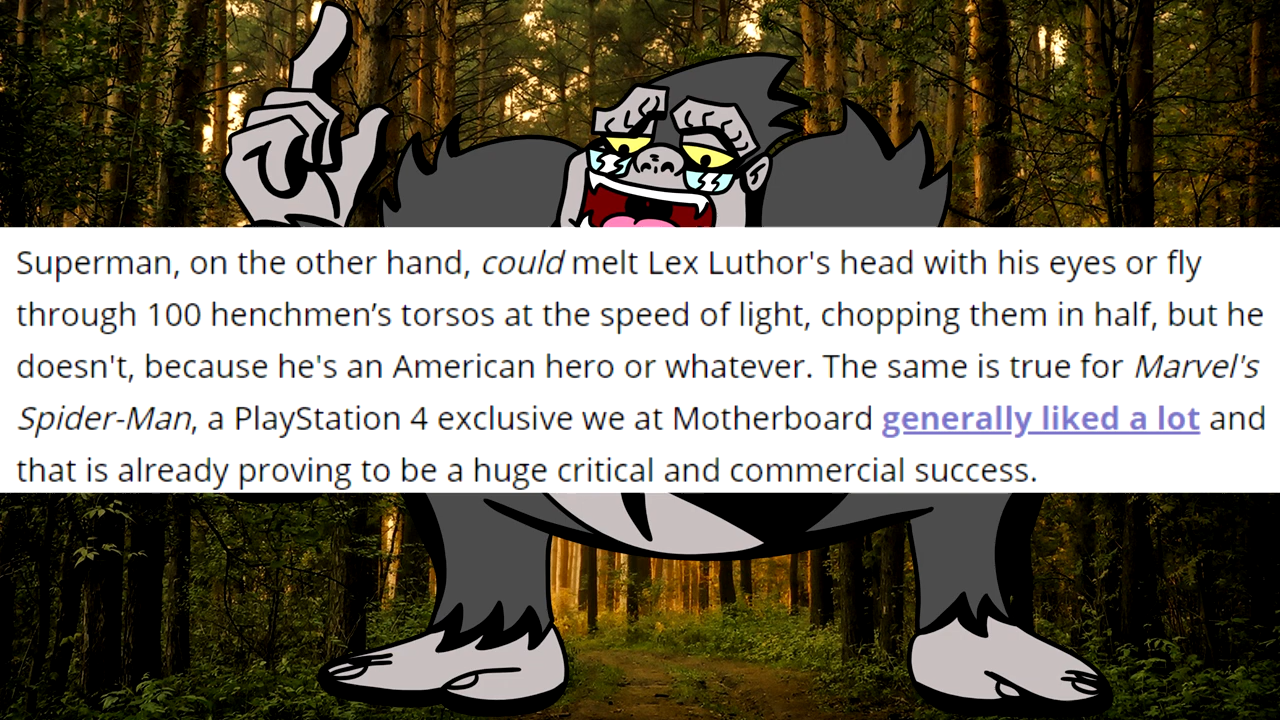 Superman, on the other hand, could melt Lex Luthor's head with his eyes or fly
through 100 henchmen’s torsos at the speed of light, chopping them in half, but he
doesn't, because he's an American hero or whatever. The same is true for Marvel's
Spider-Man, a PlayStation 4 exclusive we at Motherboard generally liked a lot and
that is already proving to be a huge critical and commercial success.